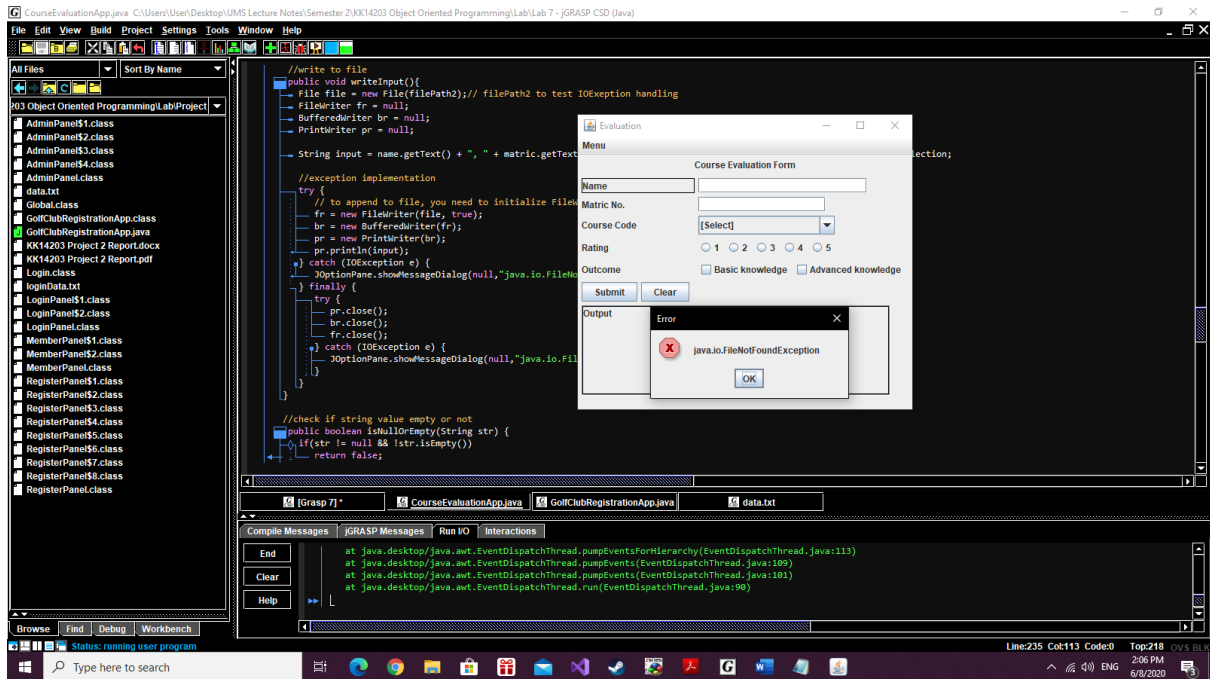 CourseEvaluationApp.java C:\Users\User\Desktop\UMS Lecture Notes\Semester 2\KK14203 Object Oriented Programming\Lab\Lab 7 - jGRASP CSD (Java)
File Edit View Build Project Settings Tools Window Help
All Files
Sort By Name
203 Object Oriented Programming\Lab\Project
AdminPanel$1.class
AdminPanel$2.class
AdminPanel$3.class
AdminPanel$4.class
AdminPanel.class
data.txt
Global.class
GolfClubRegistrationApp.class
GolfClubRegistrationApp.java
KK14203 Project 2 Report.docx
KK14203 Project 2 Report.pdf
Login.class
loginData.txt
LoginPanel$1.class
LoginPanel$2.class
LoginPanel.class
MemberPanel$1.class
MemberPanel$2.class
MemberPanel.class
RegisterPanel$1.class
RegisterPanel$2.class
RegisterPanel$3.class
RegisterPanel$4.class
RegisterPanel$5.class
RegisterPanel$6.class
RegisterPanel$7.class
RegisterPanel$8.class
RegisterPanel.class
Browse Find Debug Workbench
//write to file
public void writeInput(){
File file = new File(filePath2);// filePath2 to test IOExeption handling
FileWriter fr = null;
BufferedWriter br = null;
PrintWriter pr = null;
String input = name.getText() + ", " + matric.getText lection;
//exception implementation
try {
// to append to file, you need to initialize FileW
fr = new FileWriter(file, true);
br = new BufferedWriter(fr);
pr = new PrintWriter(br);
pr.println(input);
} catch (IOException e) {
JOptionPane.showMessageDialog(null,"java.io.FileNo
} finally {
try {
pr.close();
br.close();
fr.close();
} catch (IOException e) {
JOptionPane.showMessageDialog(null,"java.io.Fil
}
}
}
//check if string value empty or not
public boolean isNullOrEmpty(String str) {
if(str != null && !str.isEmpty())
return false;
Evaluation
Menu
Course Evaluation Form
Name
Matric No.
Course Code [Select]
Rating 1 2 3 4 5
Outcome Basic knowledge Advanced knowledge
Submit Clear
Output
Error
java.io.FileNotFoundException
OK
[Grasp 7] * CourseEvaluationApp.java GolfClubRegistrationApp.java data.txt
Compile Messages jGRASP Messages Run I/O Interactions
End
Clear
Help
at java.desktop/java.awt.EventDispatchThread.pumpEventsForHierarchy(EventDispatchThread.java:113)
at java.desktop/java.awt.EventDispatchThread.pumpEvents(EventDispatchThread.java:109)
at java.desktop/java.awt.EventDispatchThread.pumpEvents(EventDispatchThread.java:101)
at java.desktop/java.awt.EventDispatchThread.run(EventDispatchThread.java:90)
Status: running user program
Line:235 Col:113 Code:0 Top:218 OVS BLK
Type here to search
ENG
2:06 PM
6/8/2020
3